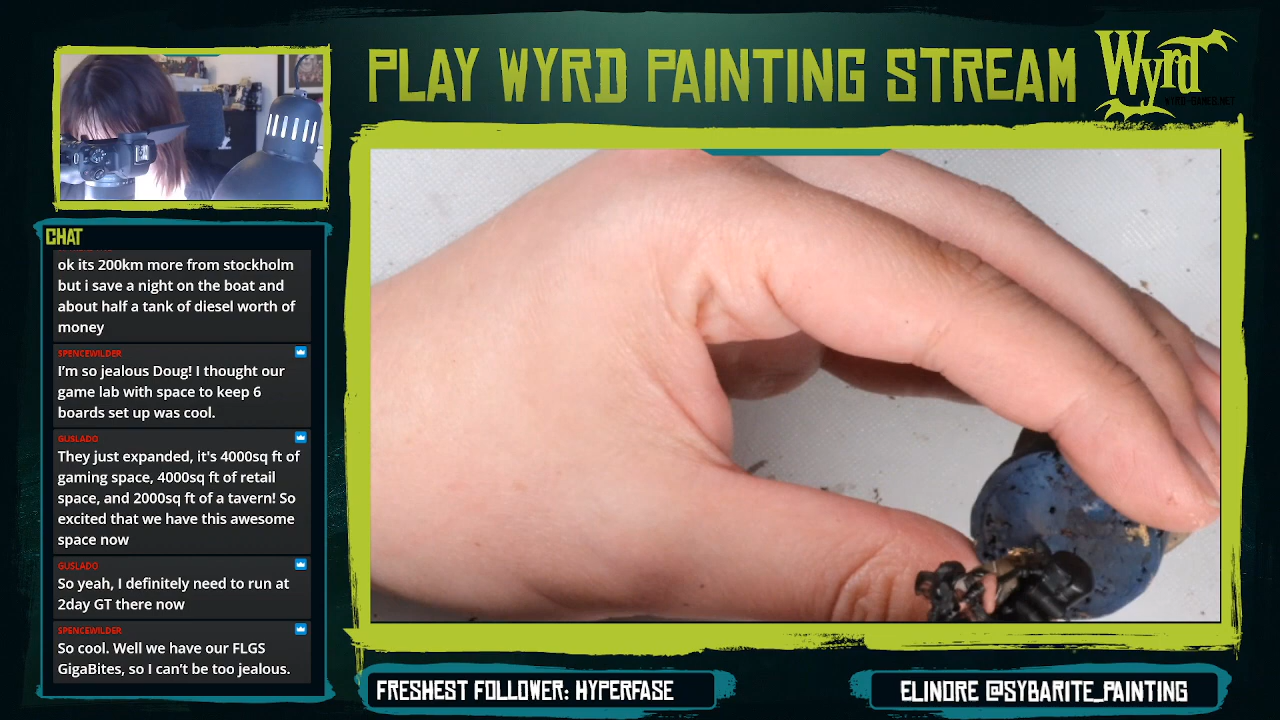 PLAY WYRD PAINTING STREAM
Wyrd
WYRD-GAMES.NET
CHAT
ok its 200km more from stockholm
but i save a night on the boat and
about half a tank of diesel worth of
money
SPENCEWILDER
I'm so jealous Doug! I thought our
game lab with space to keep 6
boards set up was cool.
GUSLADO
They just expanded, it's 4000sq ft of
gaming space, 4000sq ft of retail
space, and 2000sq ft of a tavern! So
excited that we have this awesome
space now
GUSLADO
So yeah, I definitely need to run at
2day GT there now
SPENCEWILDER
So cool. Well we have our FLGS
GigaBites, so I can't be too jealous.
FRESHEST FOLLOWER: HYPERFASE
ELINORE @SYBARITE_PAINTING